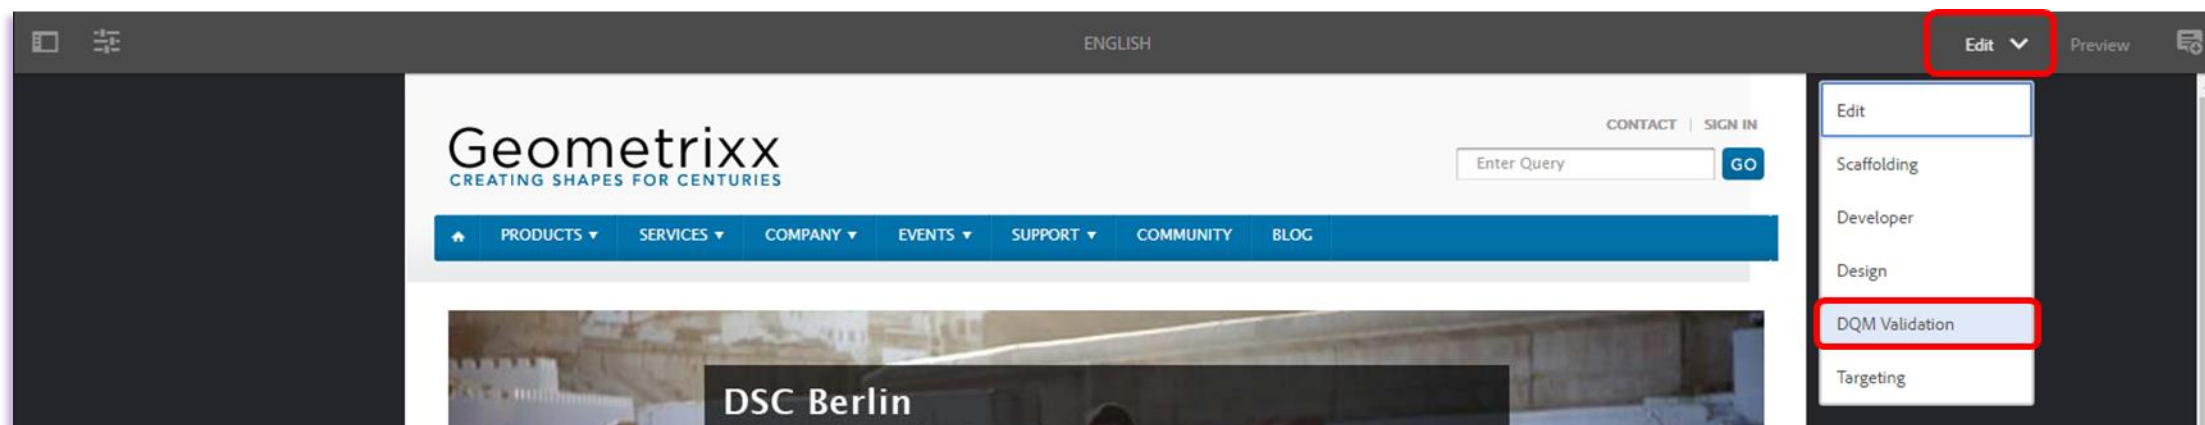 ENGLISH
Edit
Preview
Geometrixx
CREATING SHAPES FOR CENTURIES
CONTACT | SIGN IN
Enter Query
GO
PRODUCTS ▼ SERVICES ▼ COMPANY ▼ EVENTS ▼ SUPPORT ▼ COMMUNITY BLOG
DSC Berlin
Edit
Scaffolding
Developer
Design
DQM Validation
Targeting